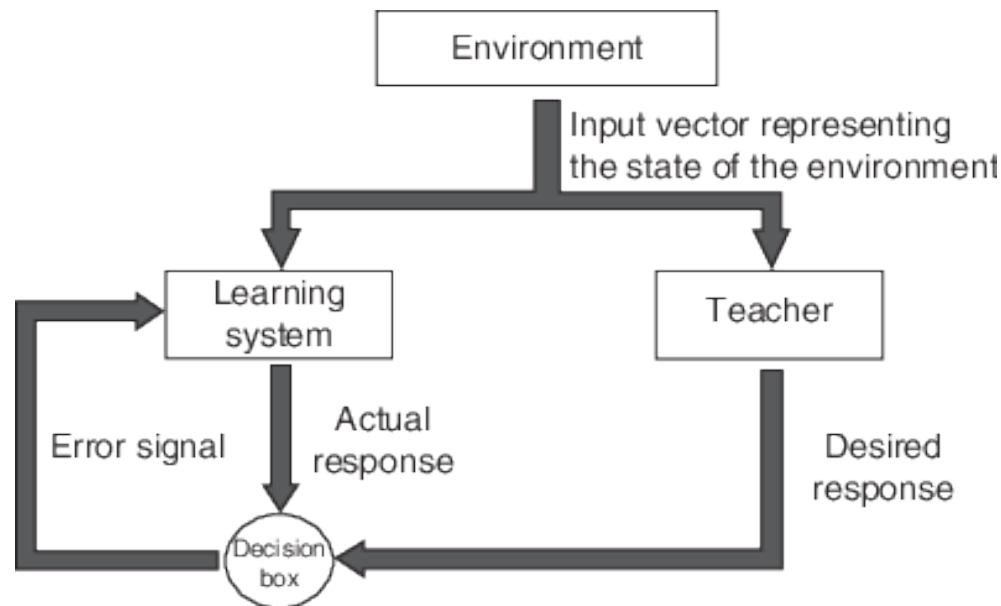 Environment
Input vector representing
the state of the environment
Learning
system
Teacher
Error signal
Actual
response
Desired
response
Decision
box